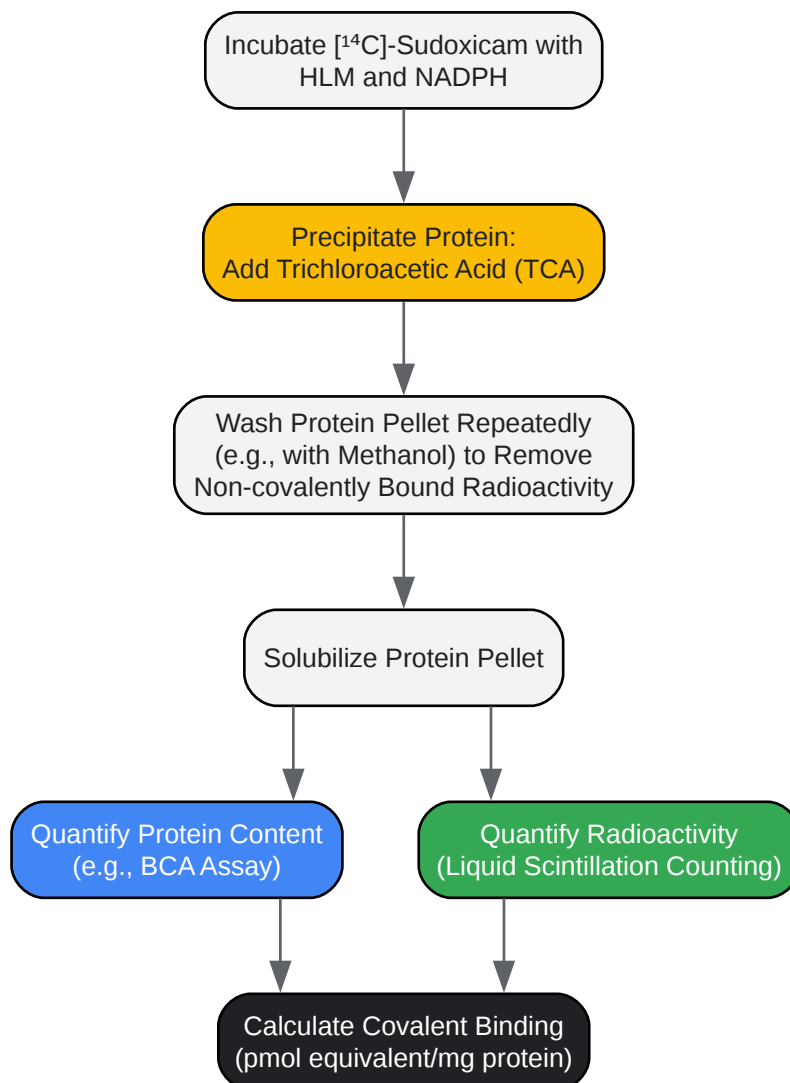 Incubate [¹⁴C]-Sudoxicam with
HLM and NADPH
Precipitate Protein:
Add Trichloroacetic Acid (TCA)
Wash Protein Pellet Repeatedly
(e.g., with Methanol) to Remove
Non-covalently Bound Radioactivity
Solubilize Protein Pellet
Quantify Protein Content
(e.g., BCA Assay)
Quantify Radioactivity
(Liquid Scintillation Counting)
Calculate Covalent Binding
(pmol equivalent/mg protein)